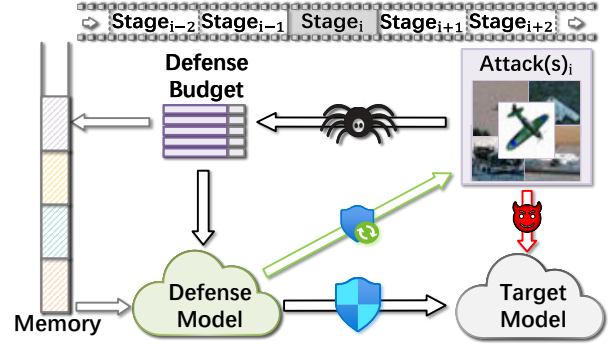 Stage_{i−2} Stage_{i−1} Stage_i Stage_{i+1} Stage_{i+2}
Defense
Budget
Attack(s)_i
Defense
Model
Target
Model
Memory